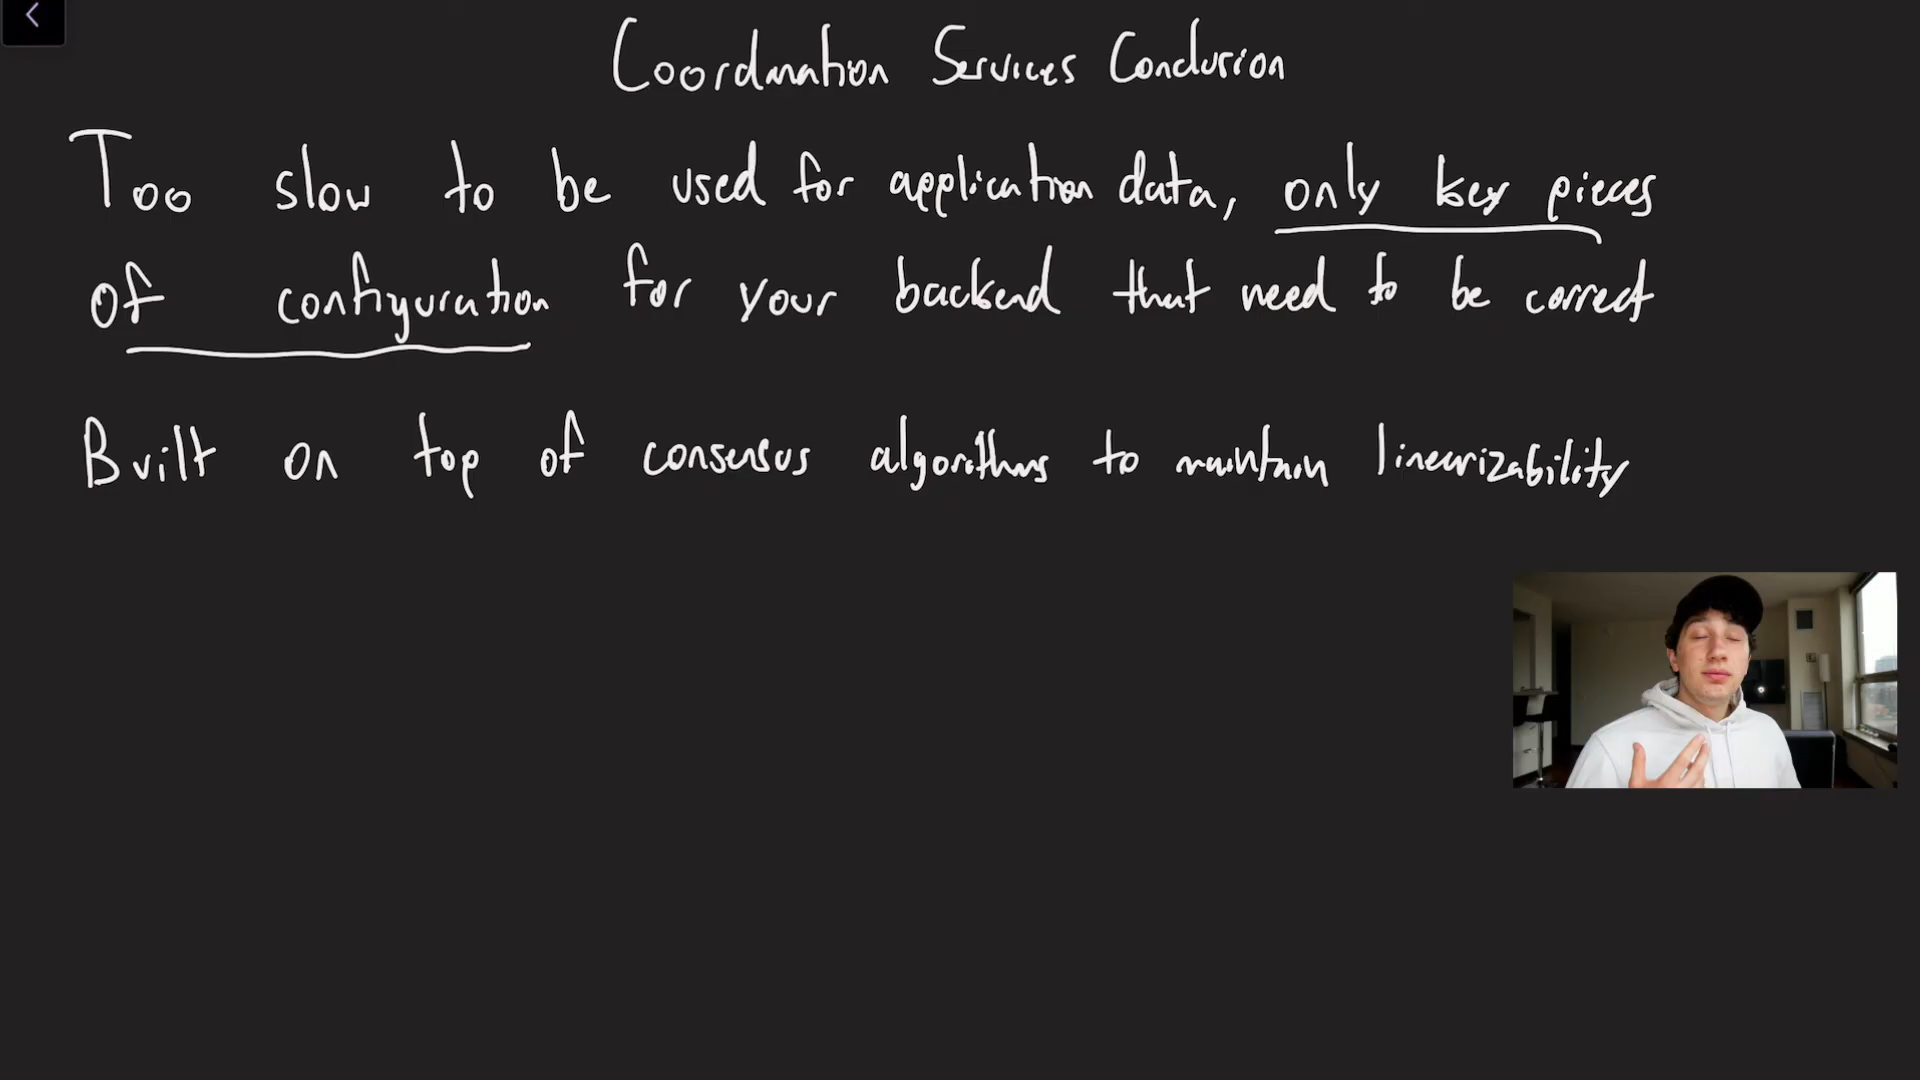 Coordination Services Conclusion
Too slow to be used for application data, only key pieces
of configuration for your backend that need to be correct
Built on top of consensus algorithms to maintain linearizability